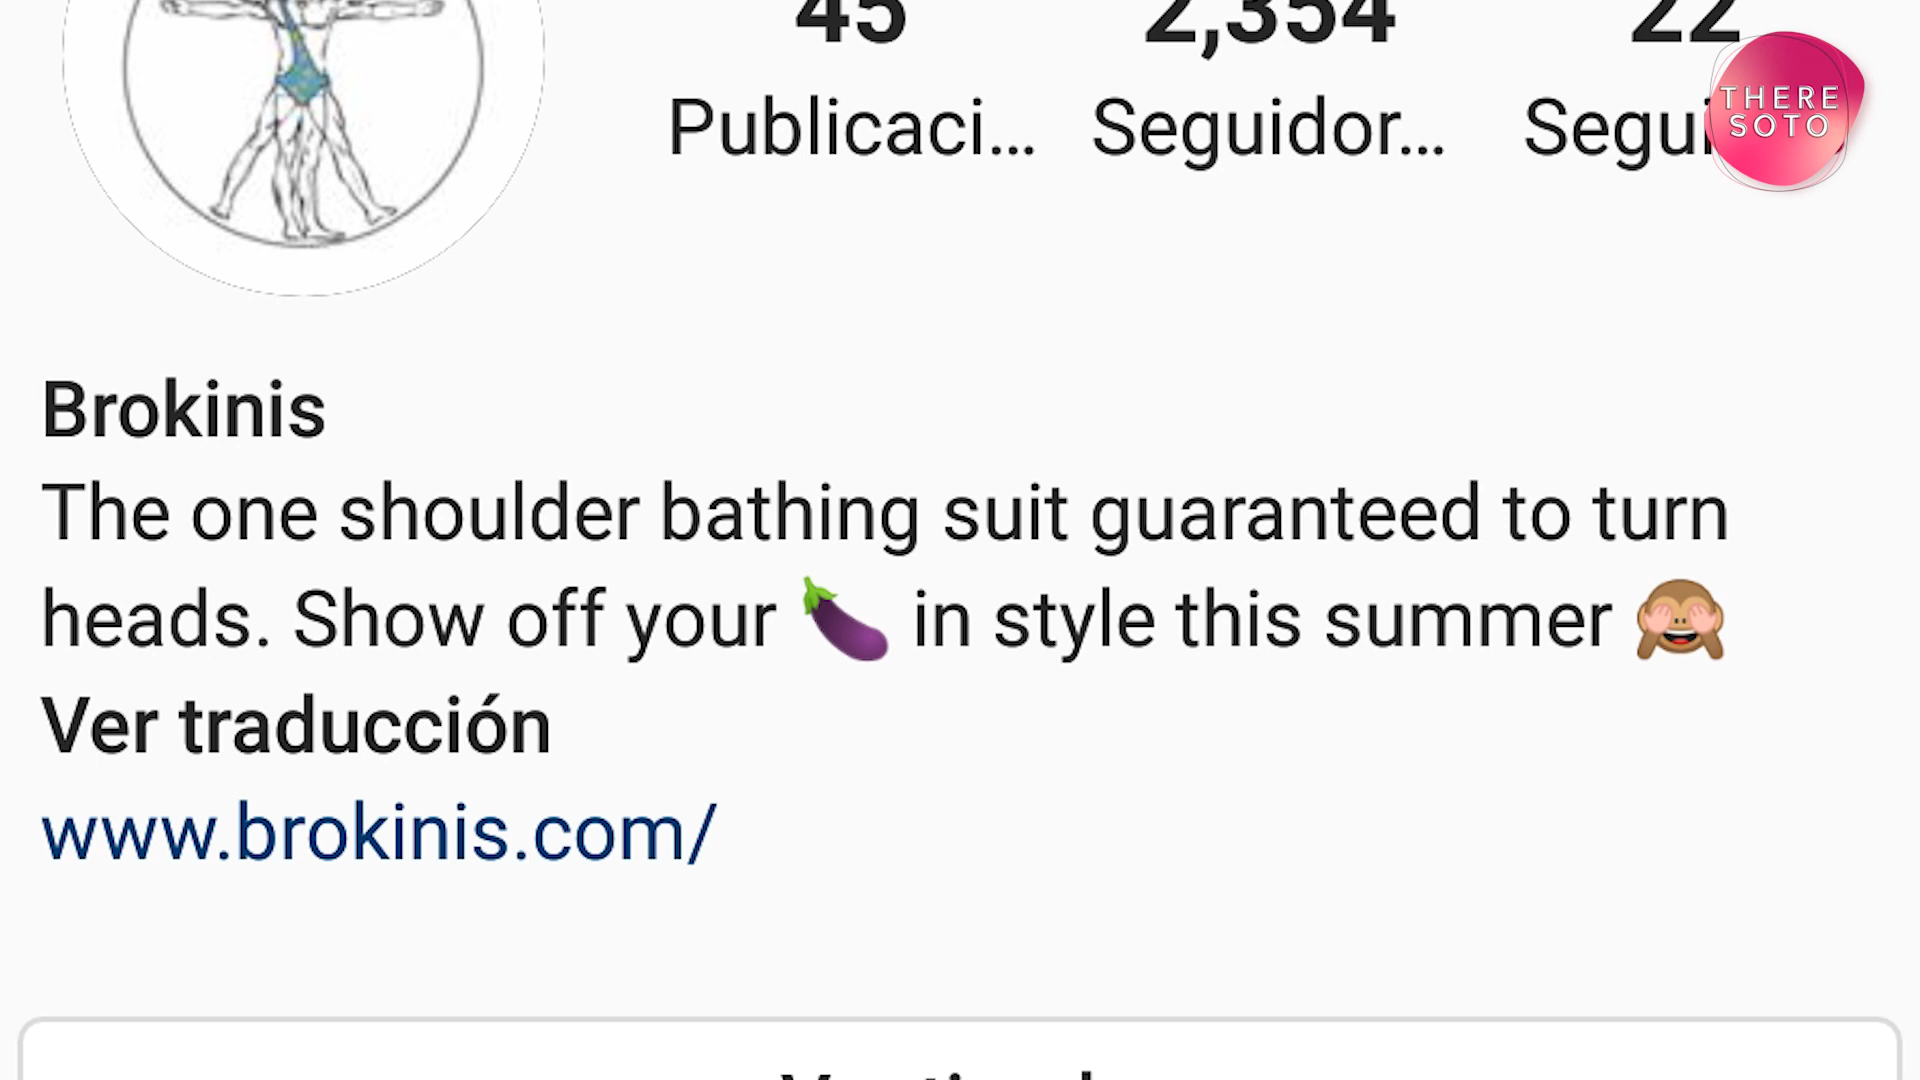 45 2,354 22
Publicaci... Seguidor... Segui
THERE
SOTO
Brokinis
The one shoulder bathing suit guaranteed to turn
heads. Show off your 🍆 in style this summer 🙈
Ver traducción
www.brokinis.com/